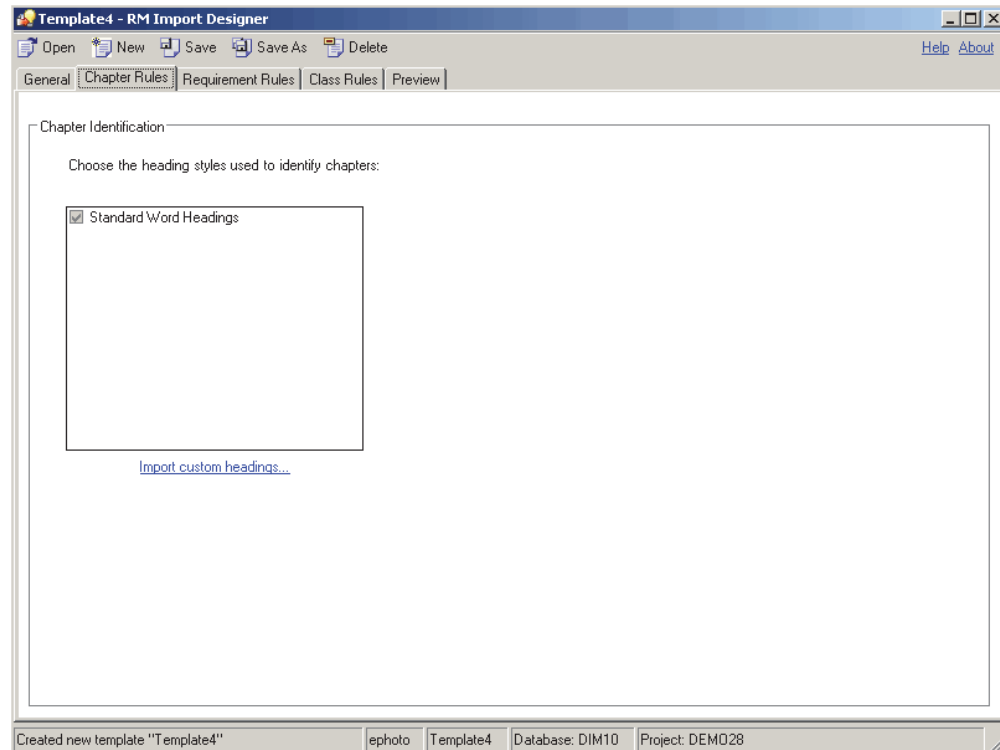 Template4 - RM Import Designer
Open New Save Save As Delete Help About
General Chapter Rules Requirement Rules Class Rules Preview
Chapter Identification
Choose the heading styles used to identify chapters:
Standard Word Headings
Import custom headings...
Created new template "Template4" ephoto Template4 Database: DIM10 Project: DEMO28